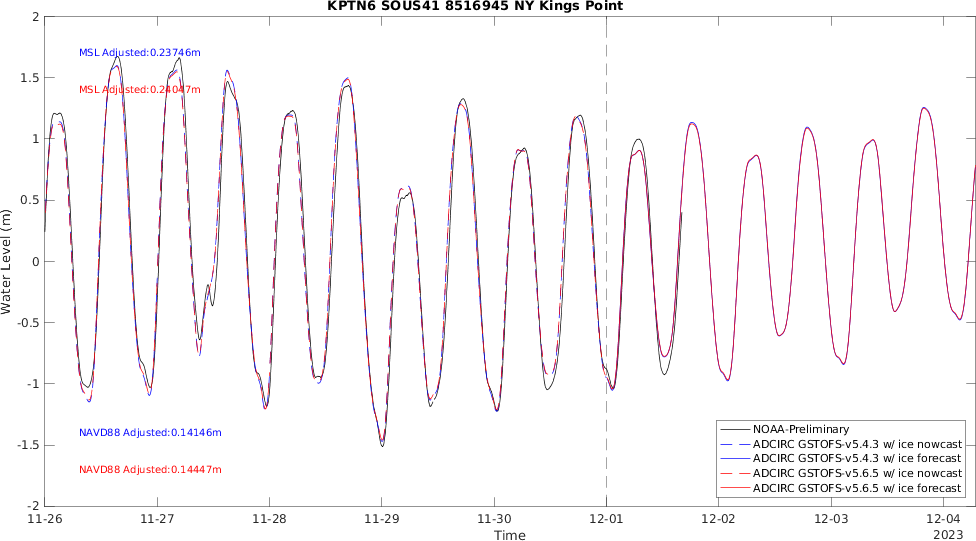 KPTN6 SOUS41 8516945 NY Kings Point
2
MSL Adjusted:0.23746m
1.5
MSL Adjusted:0.24047m
1
0.5
Water Level (m)
0
-0.5
-1
NOAA-Preliminary
NAVD88 Adjusted:0.14146m
ADCIRC GSTOFS-v5.4.3 w/ ice nowcast
-1.5
ADCIRC GSTOFS-v5.4.3 w/ ice forecast
NAVD88 Adjusted:0.14447m
ADCIRC GSTOFS-v5.6.5 w/ ice nowcast
ADCIRC GSTOFS-v5.6.5 w/ ice forecast
-2
11-26 11-27 11-28 11-29 11-30 12-01 12-02 12-03 12-04
Time
2023